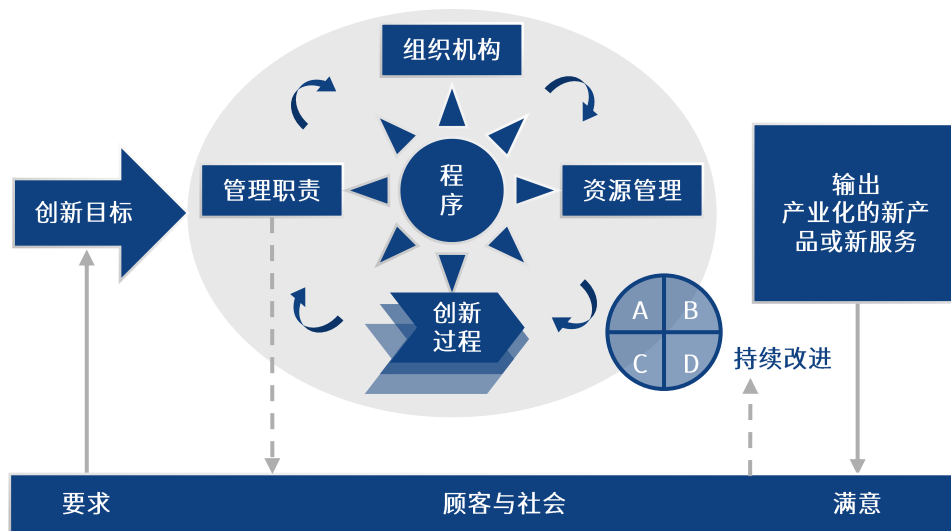 组织机构
管理职责
程
序
资源管理
创新目标
输出
产业化的新产
品或新服务
创新
过程
A B
C D
持续改进
要求
顾客与社会
满意